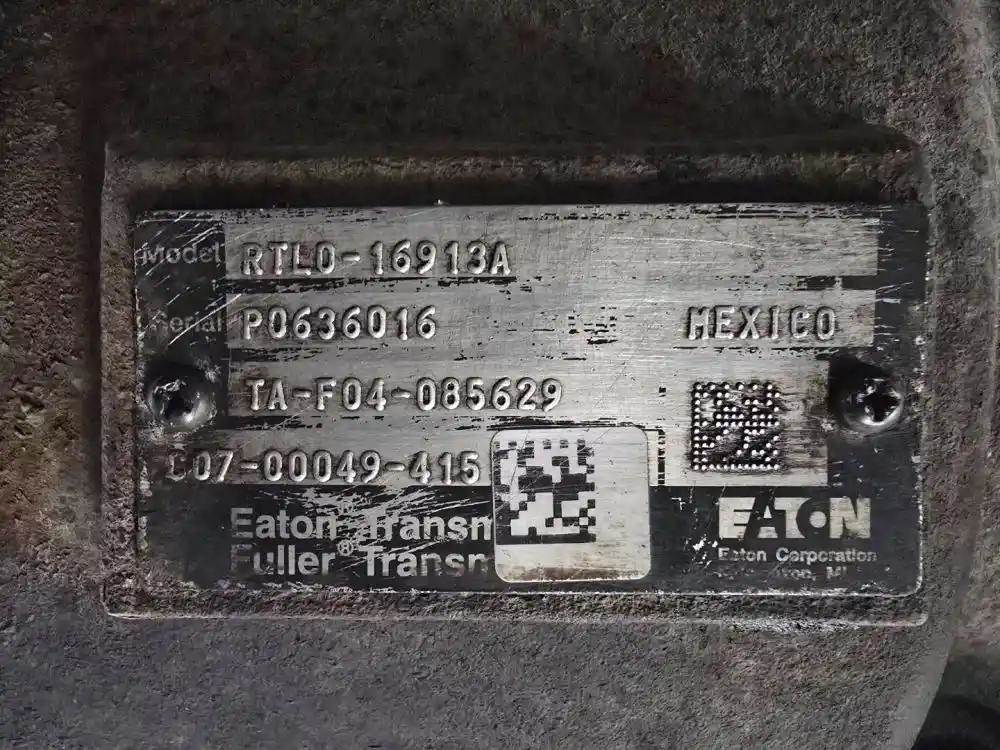 Model RTLO-16913A
Serial P0636016 MEXICO
TA-F04-085629
C07-00049-415
Eaton® Transm
Fuller® Transm
EATON
Eaton Corporation
MI